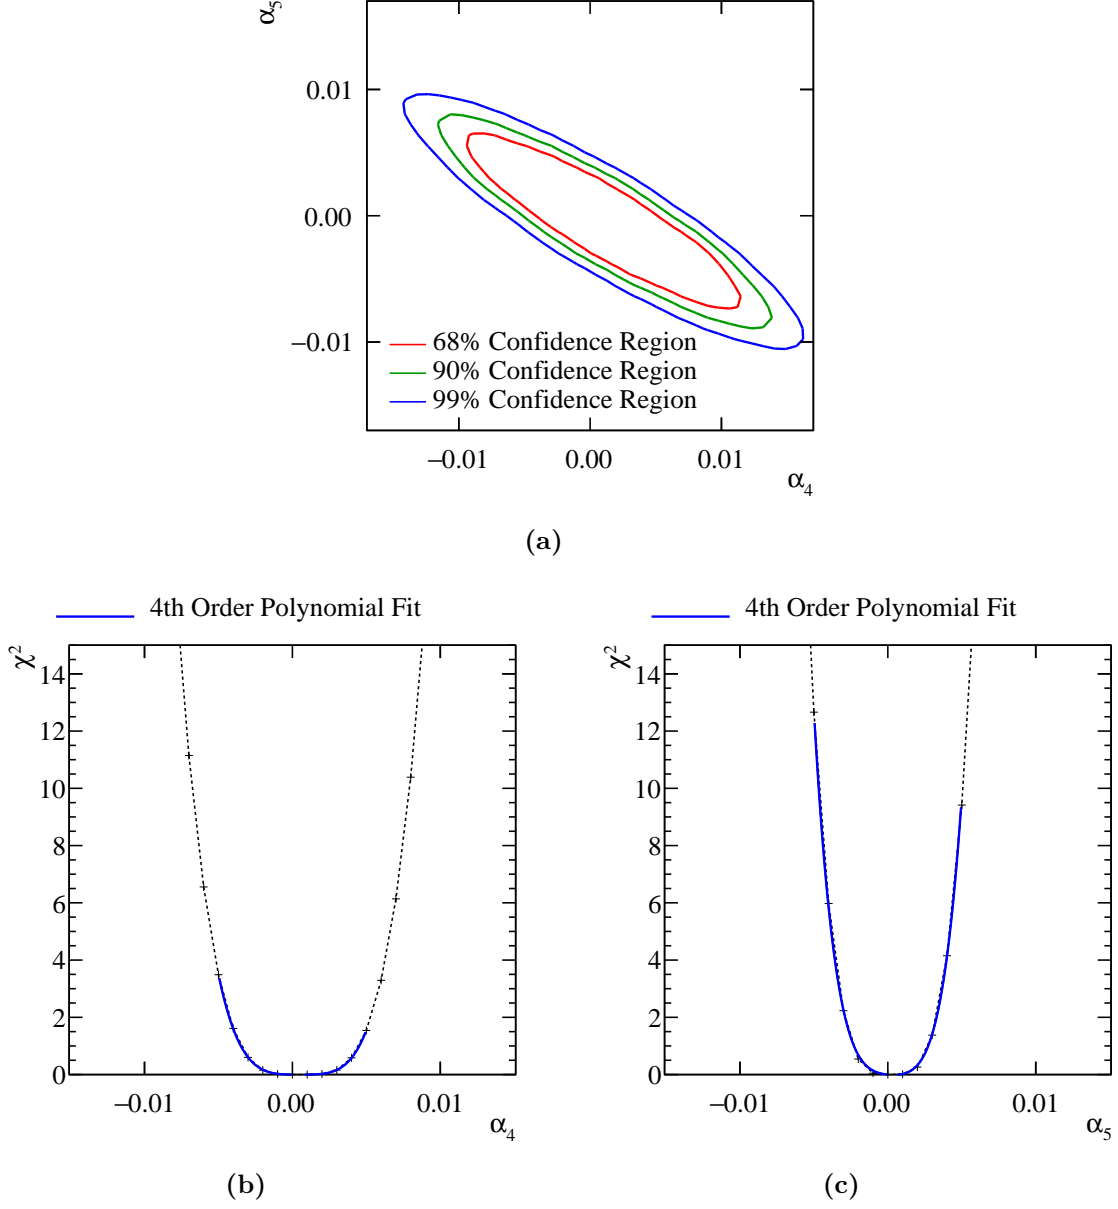 α5
0.01
0.00
−0.01
68% Confidence Region
90% Confidence Region
99% Confidence Region
−0.01 0.00 0.01
α4
(a)
4th Order Polynomial Fit
χ2
14
12
10
8
6
4
2
0
−0.01 0.00 0.01
α4
(b)
4th Order Polynomial Fit
χ2
14
12
10
8
6
4
2
0
−0.01 0.00 0.01
α5
(c)